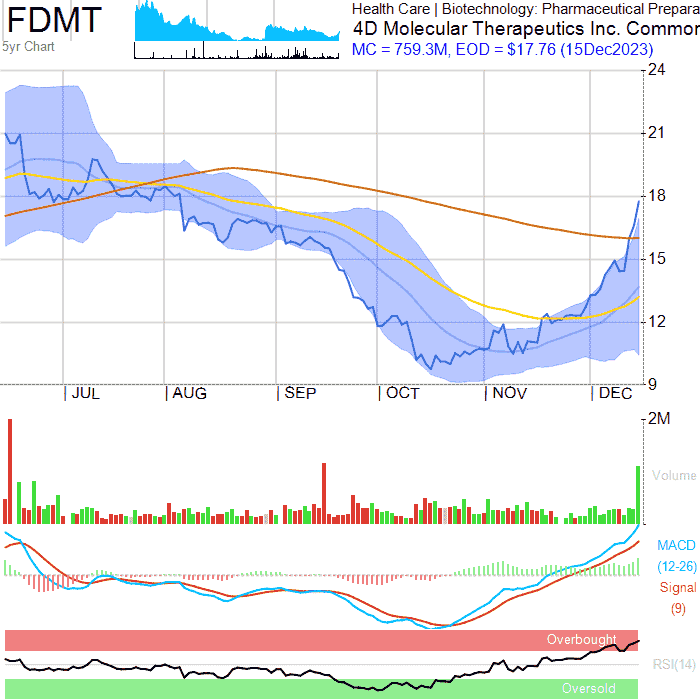 FDMT
5yr Chart
Health Care | Biotechnology: Pharmaceutical Prepara
4D Molecular Therapeutics Inc. Common
MC = 759.3M, EOD = $17.76 (15Dec2023)
24
21
18
15
12
9
JUL AUG SEP OCT NOV DEC
2M
Volume
MACD
(12-26)
Signal
(9)
Overbought
RSI(14)
Oversold